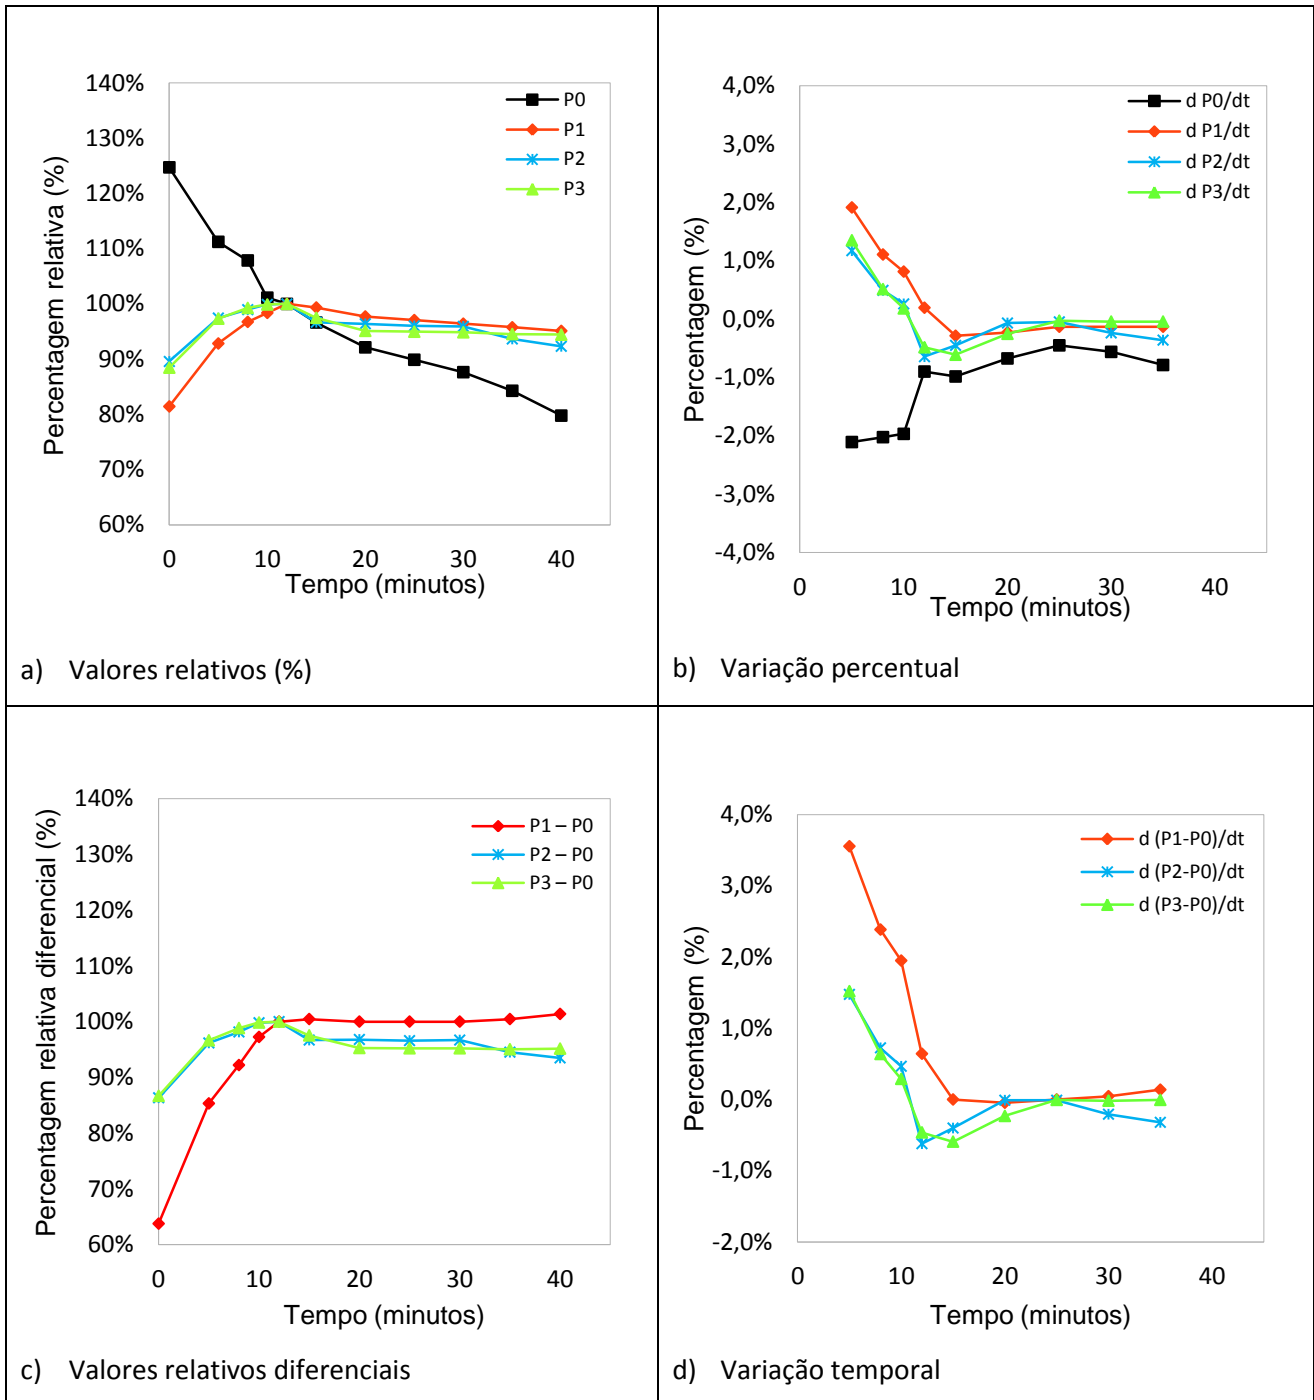 140%
130%
120%
110%
100%
90%
80%
70%
60%
Percentagem relativa (%)
P0
P1
P2
P3
0 10 20 30 40
Tempo (minutos)
a) Valores relativos (%)
4,0%
3,0%
2,0%
1,0%
0,0%
-1,0%
-2,0%
-3,0%
-4,0%
Percentagem (%)
d P0/dt
d P1/dt
d P2/dt
d P3/dt
0 10 20 30 40
Tempo (minutos)
b) Variação percentual
140%
130%
120%
110%
100%
90%
80%
70%
60%
Percentagem relativa diferencial (%)
P1 – P0
P2 – P0
P3 – P0
0 10 20 30 40
Tempo (minutos)
c) Valores relativos diferenciais
4,0%
3,0%
2,0%
1,0%
0,0%
-1,0%
-2,0%
Percentagem (%)
d (P1-P0)/dt
d (P2-P0)/dt
d (P3-P0)/dt
0 10 20 30 40
Tempo (minutos)
d) Variação temporal